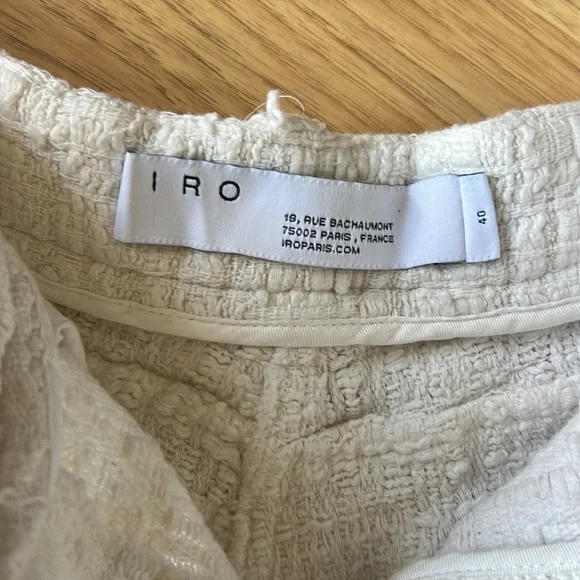 IRO
19, RUE BACHAUMONT
75002 PARIS, FRANCE
IROPARIS.COM
40